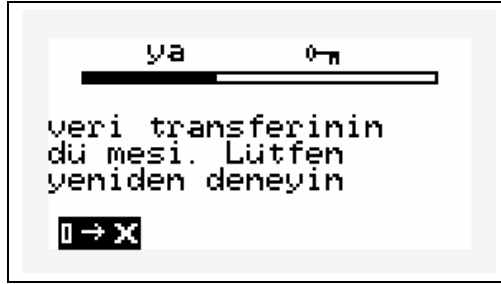 ya
veri transferinin
dü mesi. Lütfen
yeniden deneyin